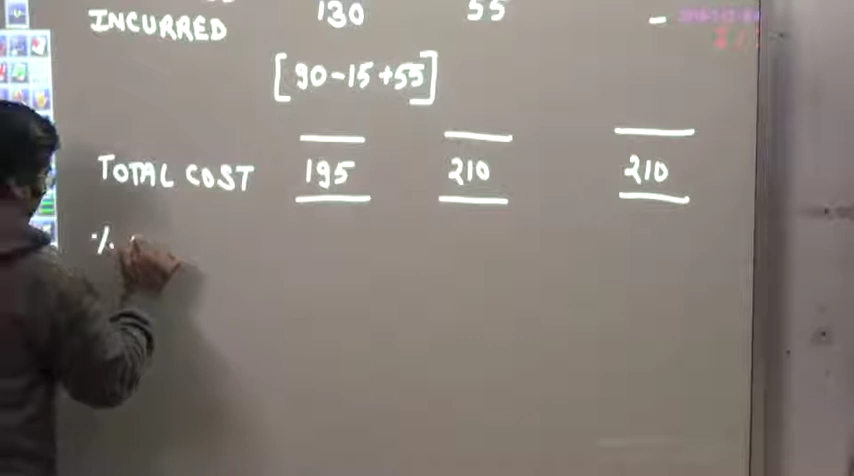 INCURRED 130 55 -
[90-15+55]
TOTAL COST 195 210 210
%